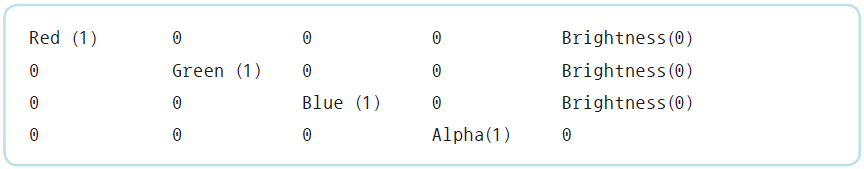 Red (1) 0 0 0 Brightness(0)
0 Green (1) 0 0 Brightness(0)
0 0 Blue (1) 0 Brightness(0)
0 0 0 Alpha(1) 0